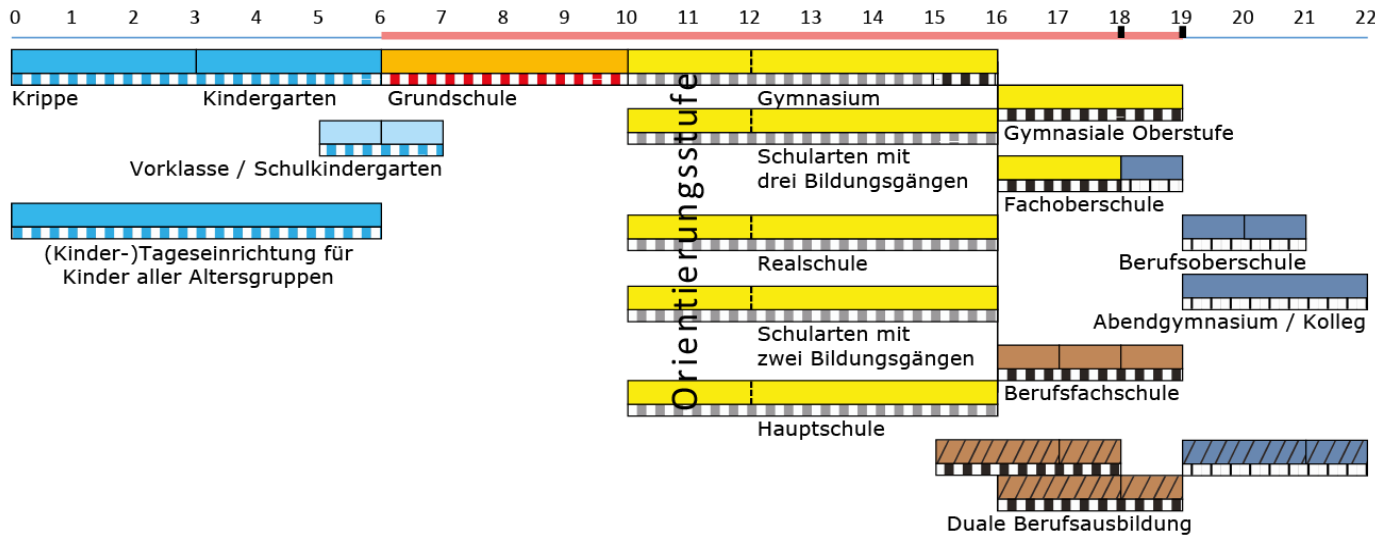 0 1 2 3 4 5 6 7 8 9 10 11 12 13 14 15 16 17 18 19 20 21 22
Krippe
Kindergarten
Grundschule
Gymnasium
Orientierungsstufe
Gymnasiale Oberstufe
Vorklasse / Schulkindergarten
Schularten mit
drei Bildungsgängen
Fachoberschule
(Kinder-)Tageseinrichtung für
Kinder aller Altersgruppen
Realschule
Berufsoberschule
Abendgymnasium / Kolleg
Schularten mit
zwei Bildungsgängen
Berufsfachschule
Hauptschule
Duale Berufsausbildung